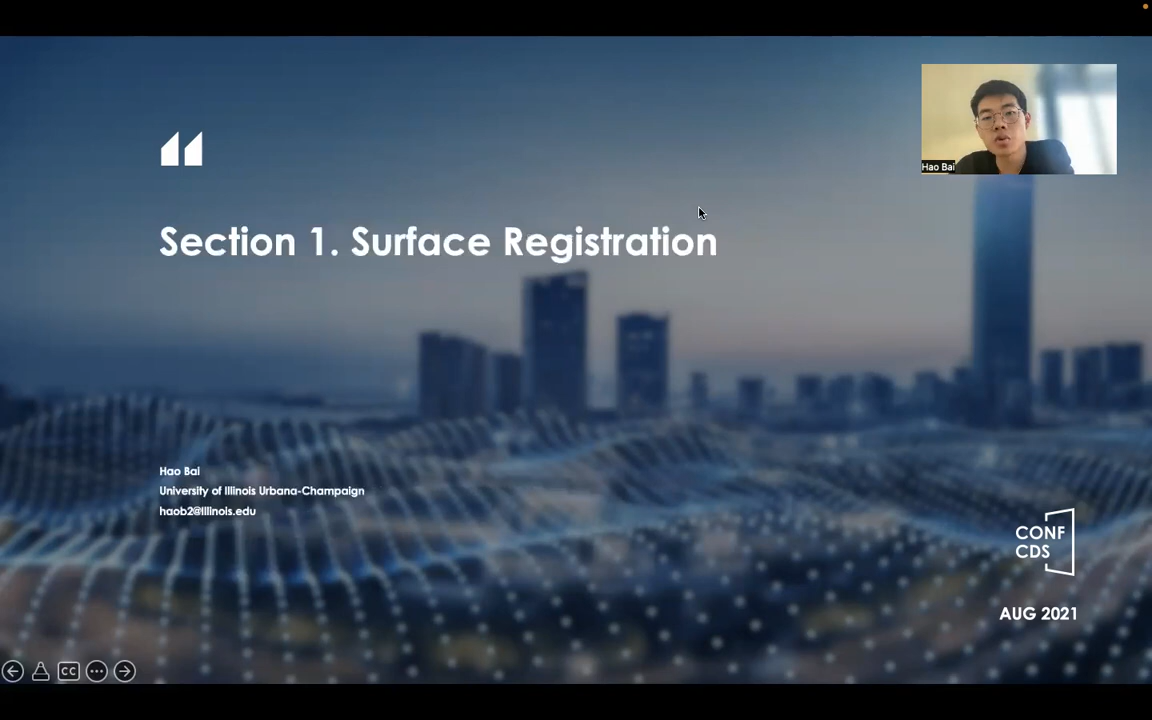 Hao Bai
Section 1. Surface Registration
Hao Bai
University of Illinois Urbana-Champaign
haob2@illinois.edu
CONF
CDS
AUG 2021
CC